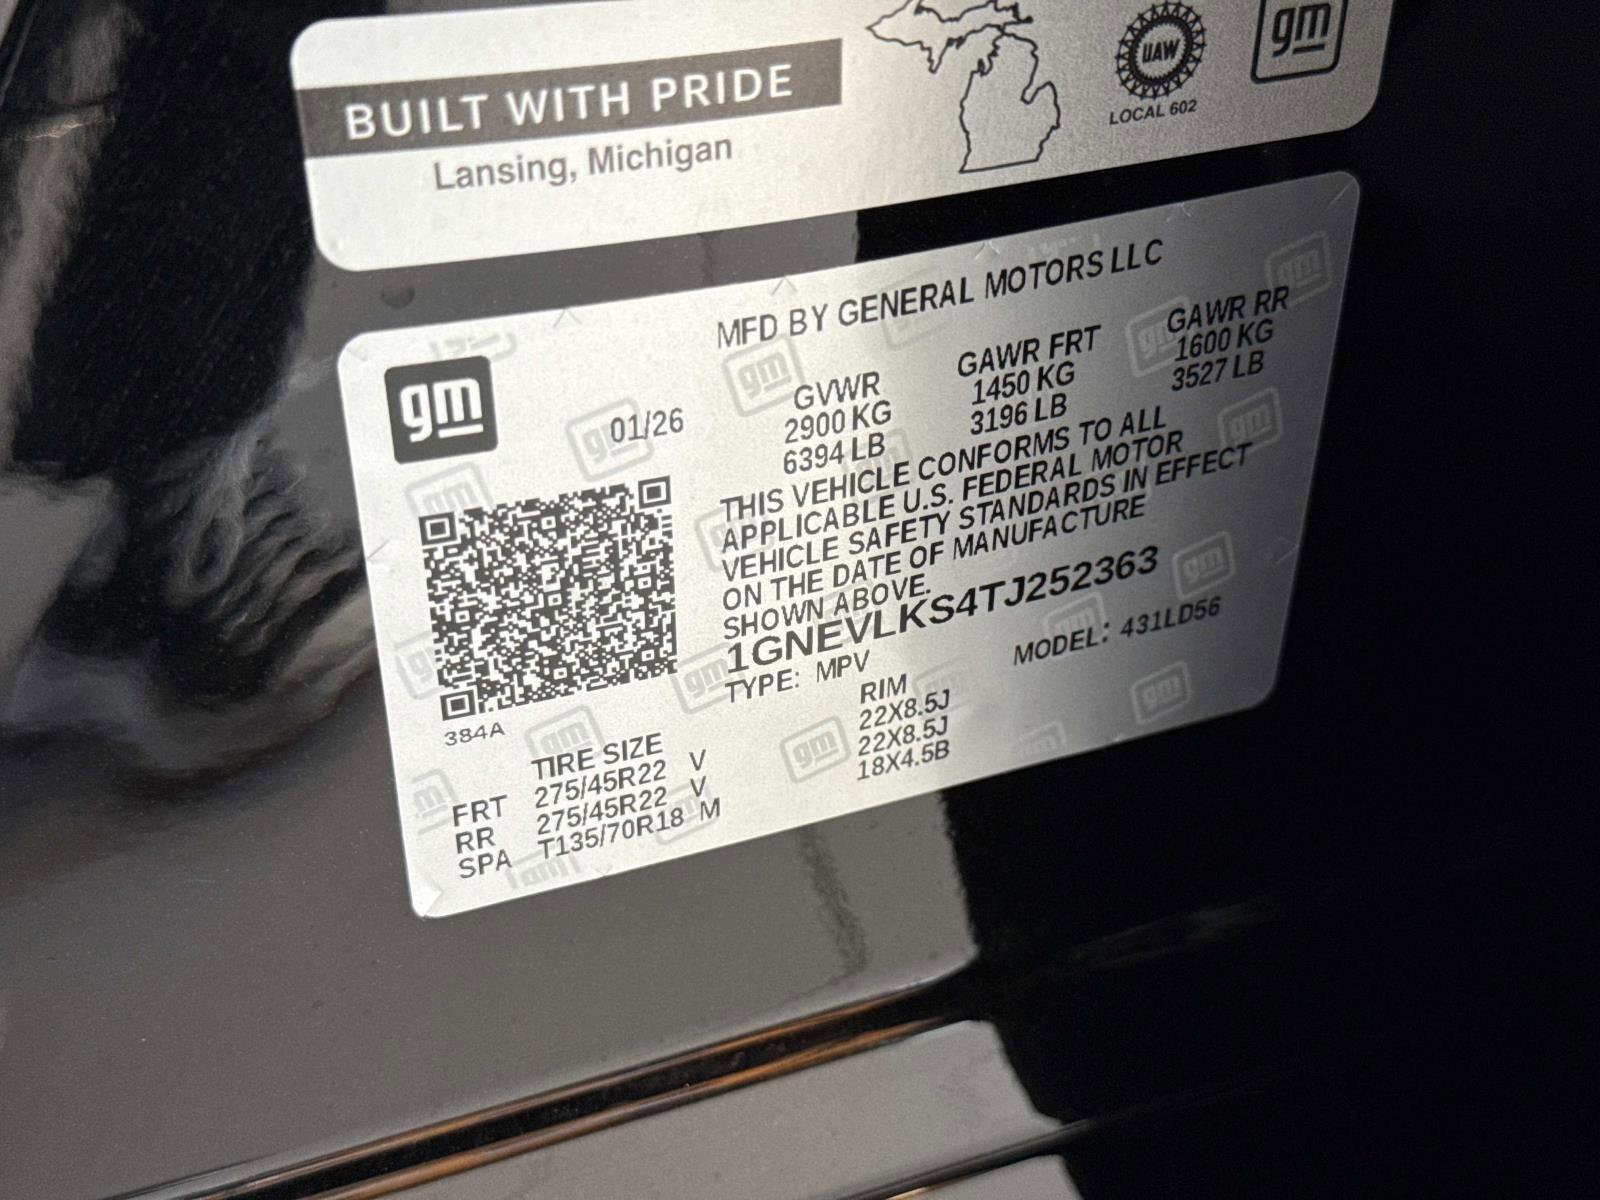 BUILT WITH PRIDE
Lansing, Michigan
UAW
LOCAL 602
gm
MFD BY GENERAL MOTORS LLC
gm
01/26
GVWR
2900 KG
6394 LB
GAWR FRT
1450 KG
3196 LB
GAWR RR
1600 KG
3527 LB
THIS VEHICLE CONFORMS TO ALL
APPLICABLE U.S. FEDERAL MOTOR
VEHICLE SAFETY STANDARDS IN EFFECT
ON THE DATE OF MANUFACTURE
SHOWN ABOVE.
1GNEVLKS4TJ252363
TYPE: MPV
MODEL: 431LD56
384A
TIRE SIZE
RIM
FRT 275/45R22 V 22X8.5J
RR 275/45R22 V 22X8.5J
SPA T135/70R18 M 18X4.5B